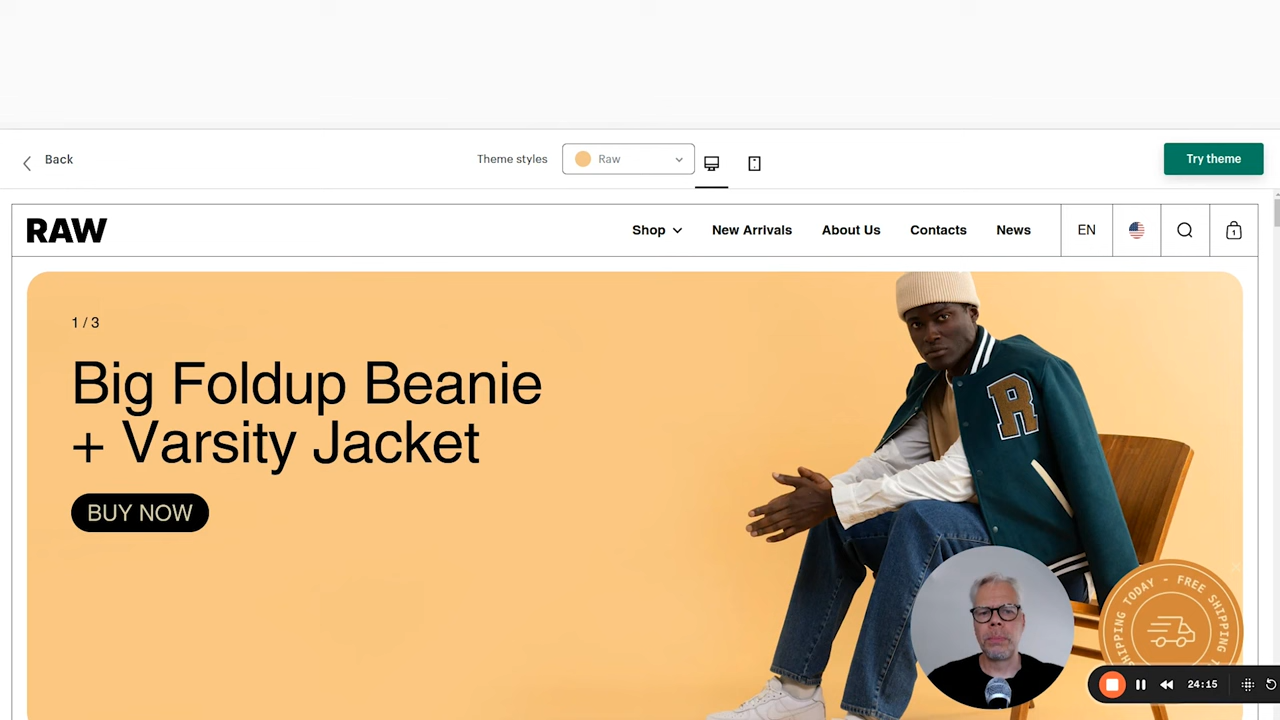 Back
Theme styles
Raw
Try theme
RAW
Shop
New Arrivals
About Us
Contacts
News
EN
1
1 / 3
Big Foldup Beanie
+ Varsity Jacket
BUY NOW
R
SHIPPING TODAY - FREE SHIPPING T
24:15